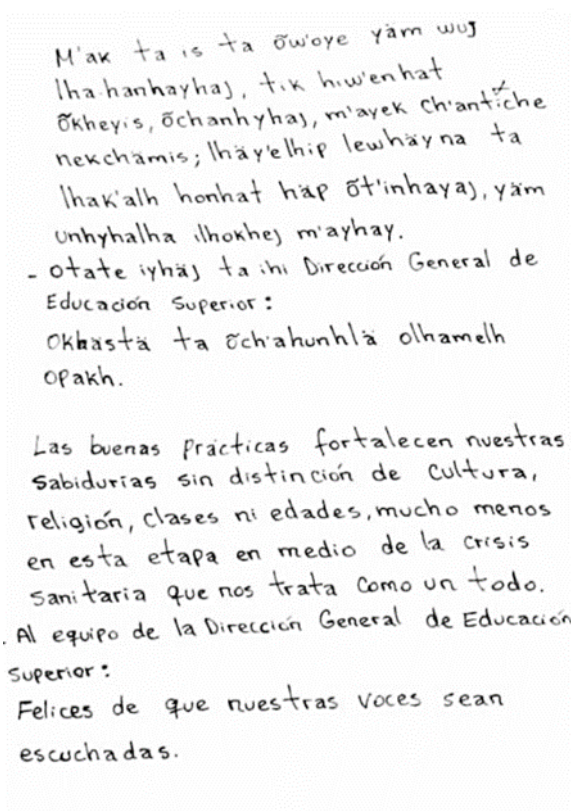 M'ak ta is ta õw'oye yäm wuj
lha.hanhayhaj, tik hiw'enhat
õkheyis, õchanhyhaj, m'ayek ch'antiche
nekchamis; lhäy'elhip lewhäy na ta
lhak'alh honhat häp õt'inhayaj, yäm
unhyhalha ilhokhej m'ayhay.
- Otate iyhäj ta ihi Dirección General de
Educación Superior:
Okhästä ta õch'ahunhlä olhamelh
opakh.
Las buenas prácticas fortalecen nuestras
sabidurías sin distinción de cultura,
religión, clases ni edades, mucho menos
en esta etapa en medio de la crisis
sanitaria que nos trata como un todo.
. Al equipo de la Dirección General de Educación
Superior:
Felices de que nuestras voces sean
escuchadas.